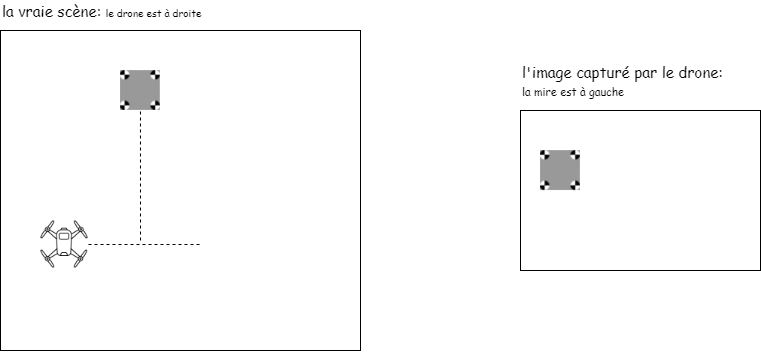 la vraie scène: le drone est à droite
l'image capturé par le drone:
la mire est à gauche